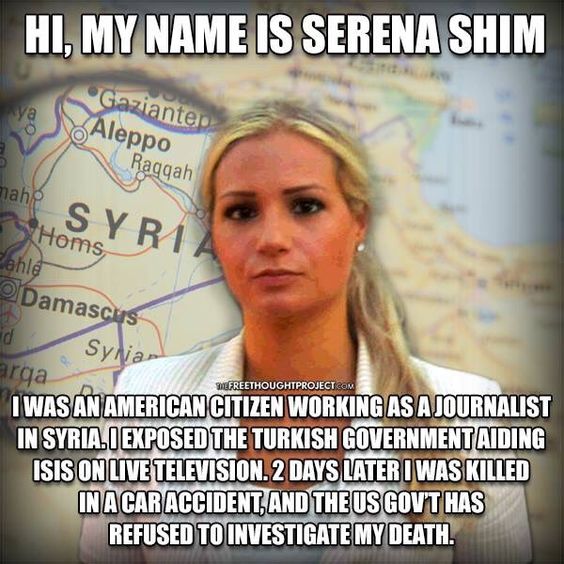 HI, MY NAME IS SERENA SHIM
Gaziantep
Aleppo
Raqqah
SYRIA
Homs
Damascus
Syrian
THEFREETHOUGHTPROJECT.COM
I WAS AN AMERICAN CITIZEN WORKING AS A JOURNALIST
IN SYRIA. I EXPOSED THE TURKISH GOVERNMENT AIDING
ISIS ON LIVE TELEVISION. 2 DAYS LATER I WAS KILLED
IN A CAR ACCIDENT, AND THE US GOV'T HAS
REFUSED TO INVESTIGATE MY DEATH.